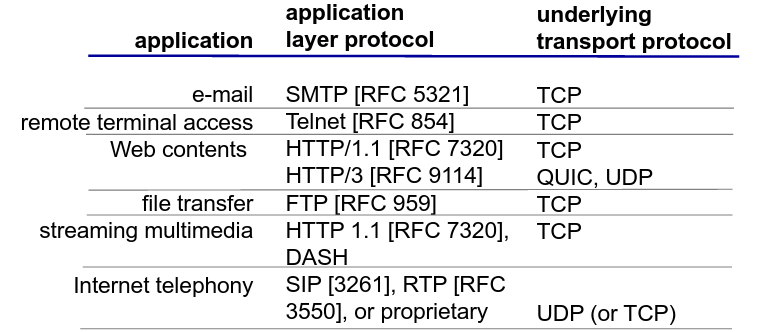 application application layer protocol underlying transport protocol
e-mail SMTP [RFC 5321] TCP
remote terminal access Telnet [RFC 854] TCP
Web contents HTTP/1.1 [RFC 7320] TCP
HTTP/3 [RFC 9114] QUIC, UDP
file transfer FTP [RFC 959] TCP
streaming multimedia HTTP 1.1 [RFC 7320], TCP
DASH
Internet telephony SIP [3261], RTP [RFC
3550], or proprietary UDP (or TCP)